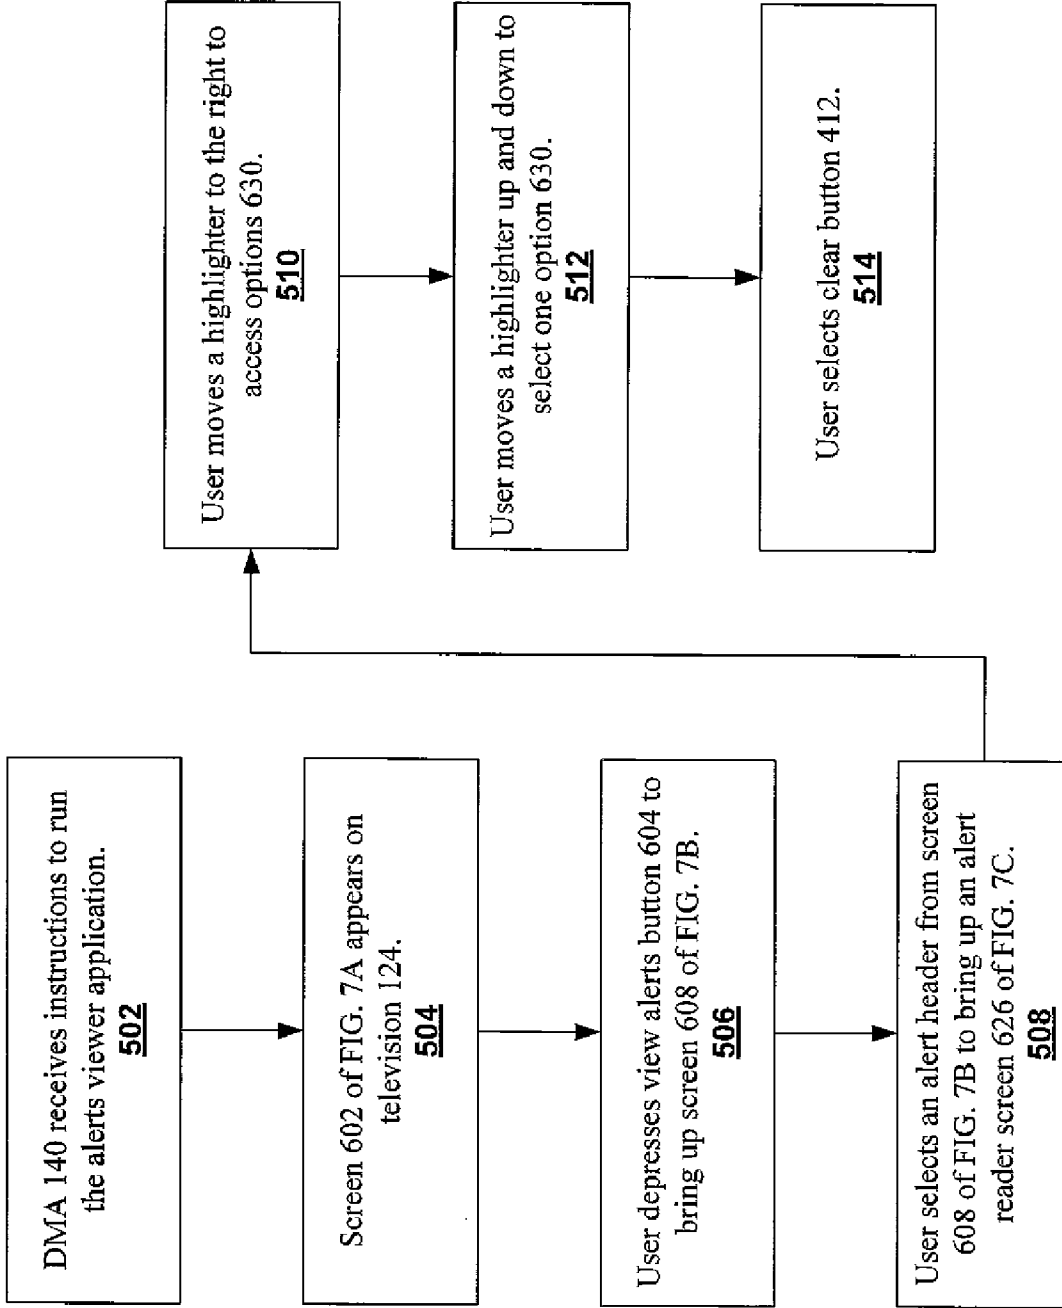 DMA 140 receives instructions to run
the alerts viewer application.
502
Screen 602 of FIG. 7A appears on
television 124.
504
User depresses view alerts button 604 to
bring up screen 608 of FIG. 7B.
506
User selects an alert header from screen
608 of FIG. 7B to bring up an alert
reader screen 626 of FIG. 7C.
508
User moves a highlighter to the right to
access options 630.
510
User moves a highlighter up and down to
select one option 630.
512
User selects clear button 412.
514